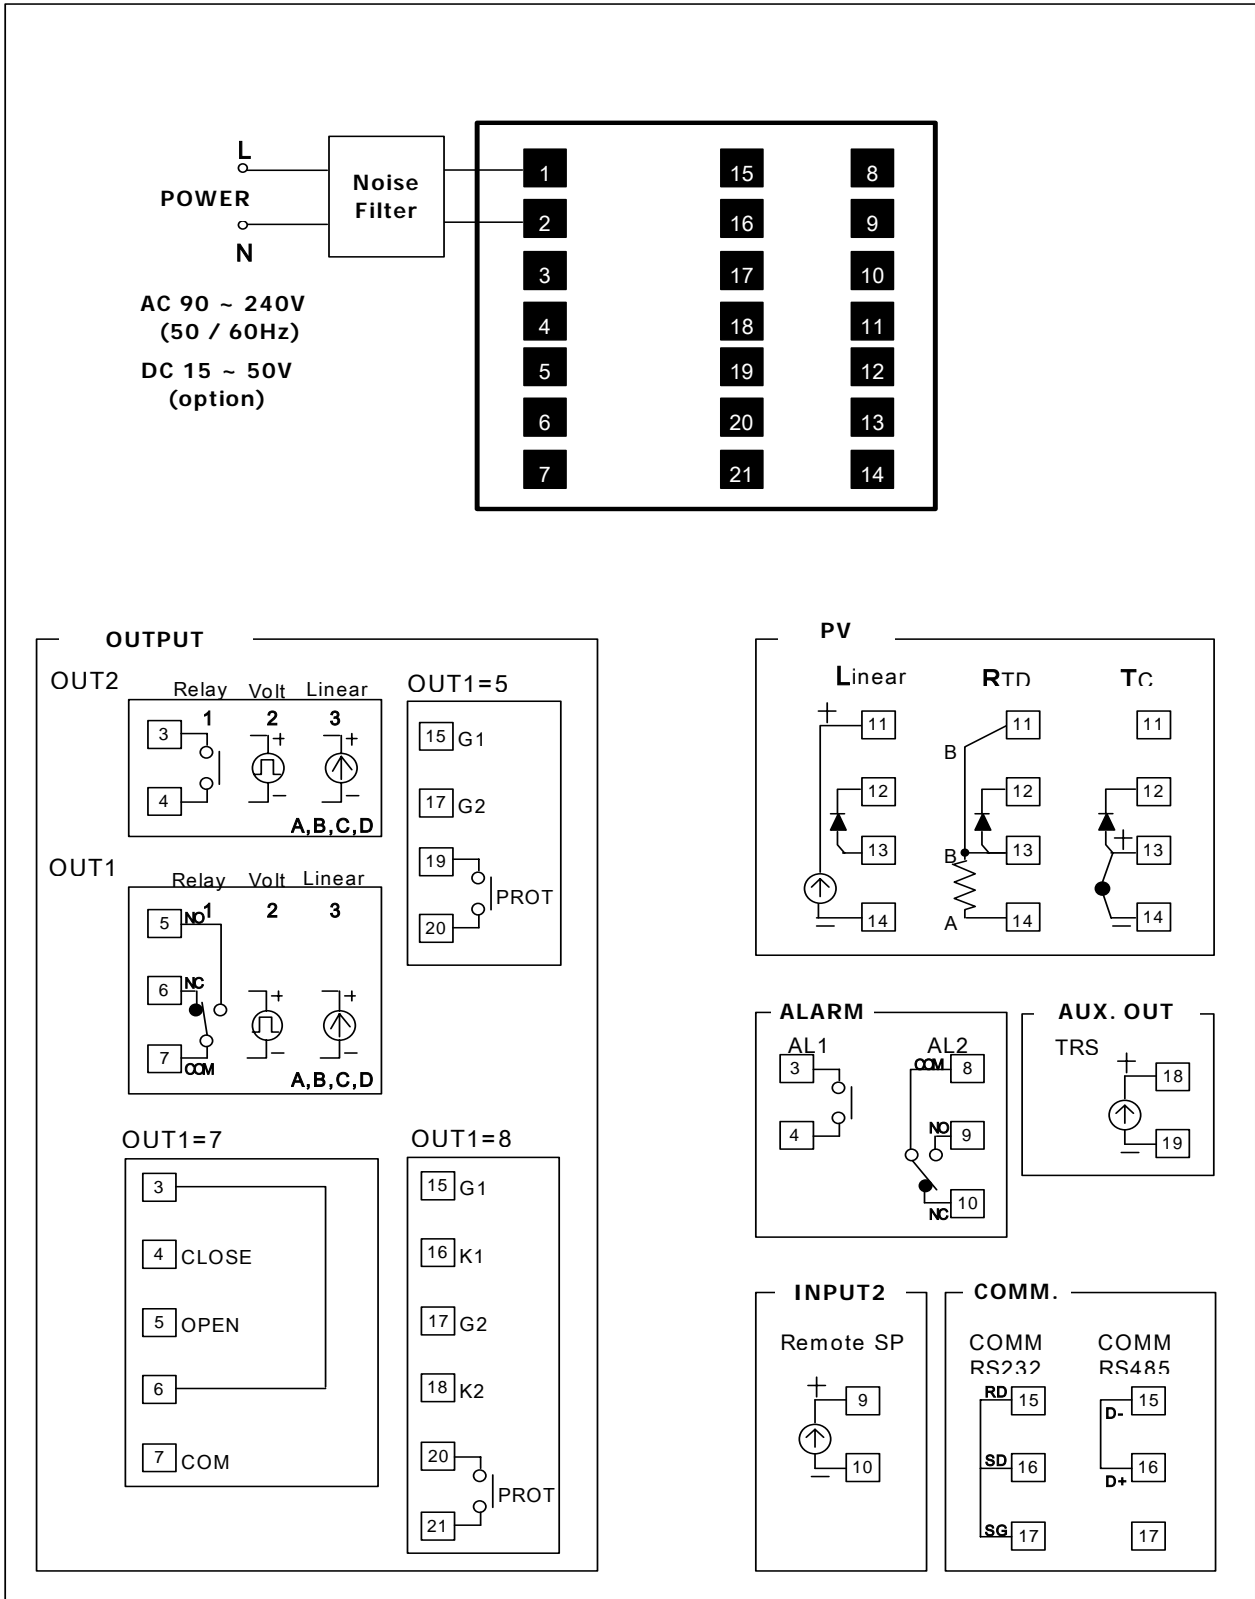 L
POWER
N
Noise
Filter
AC 90 ~ 240V
(50 / 60Hz)
DC 15 ~ 50V
(option)
1 15 8
2 16 9
3 17 10
4 18 11
5 19 12
6 20 13
7 21 14
OUTPUT
OUT2
Relay Volt Linear
1 2 3
3
4
+ +
− −
A,B,C,D
OUT1
Relay Volt Linear
1 2 3
5 NO
6 NC
7 COM
+ +
− −
A,B,C,D
OUT1=5
15 G1
17 G2
19
PROT
20
OUT1=7
3
4 CLOSE
5 OPEN
6
7 COM
OUT1=8
15 G1
16 K1
17 G2
18 K2
20
PROT
21
PV
Linear RTD TC
+ 11 B 11 11
12 12 12
13 B 13 + 13
− 14 A 14 − 14
ALARM
AL1 AL2
3 COM 8
4 NO 9
NC 10
AUX. OUT
TRS
+ 18
− 19
INPUT2
Remote SP
+ 9
− 10
COMM.
COMM COMM
RS232 RS485
RD 15 D- 15
SD 16 D+ 16
SG 17 17